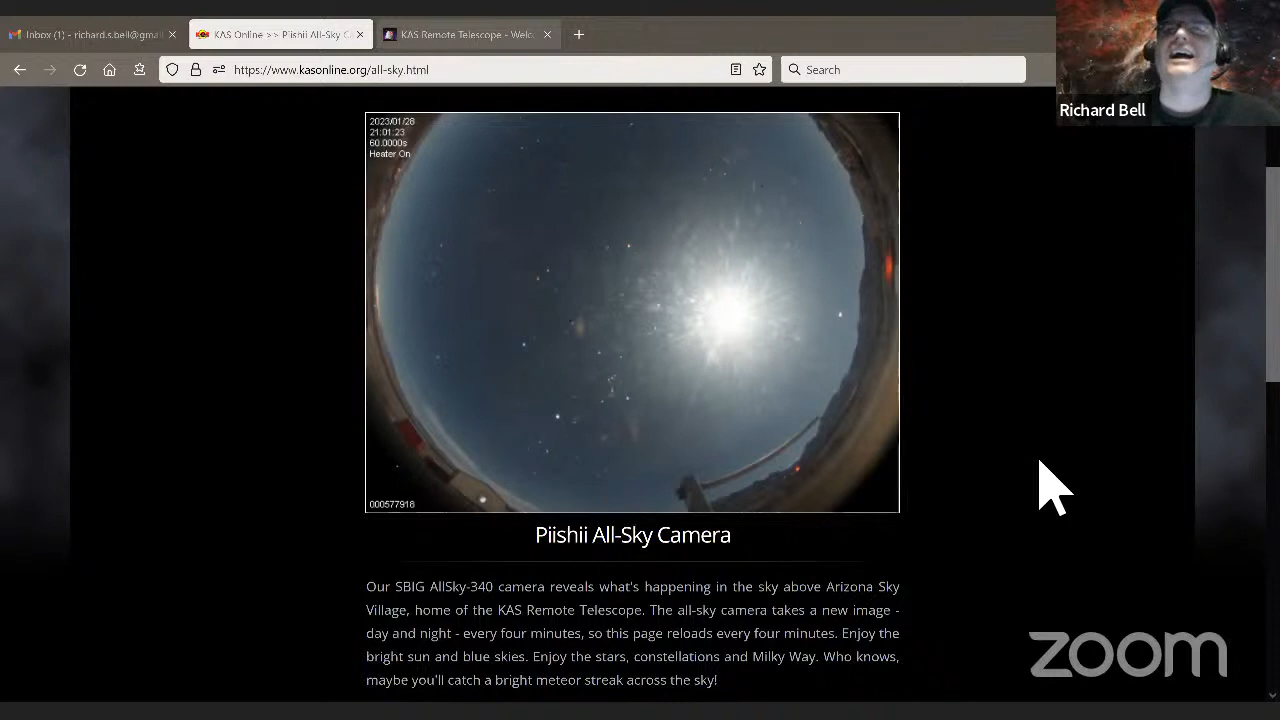 Inbox (1) - richard.s.bell@gmai
KAS Online >> Piishii All-Sky Ca
KAS Remote Telescope - Welc
https://www.kasonline.org/all-sky.html
Search
Richard Bell
2023/01/28
21:01:23
60.0000s
Heater On
000577918
Piishii All-Sky Camera
Our SBIG AllSky-340 camera reveals what's happening in the sky above Arizona Sky
Village, home of the KAS Remote Telescope. The all-sky camera takes a new image -
day and night - every four minutes, so this page reloads every four minutes. Enjoy the
bright sun and blue skies. Enjoy the stars, constellations and Milky Way. Who knows,
maybe you'll catch a bright meteor streak across the sky!
zoom